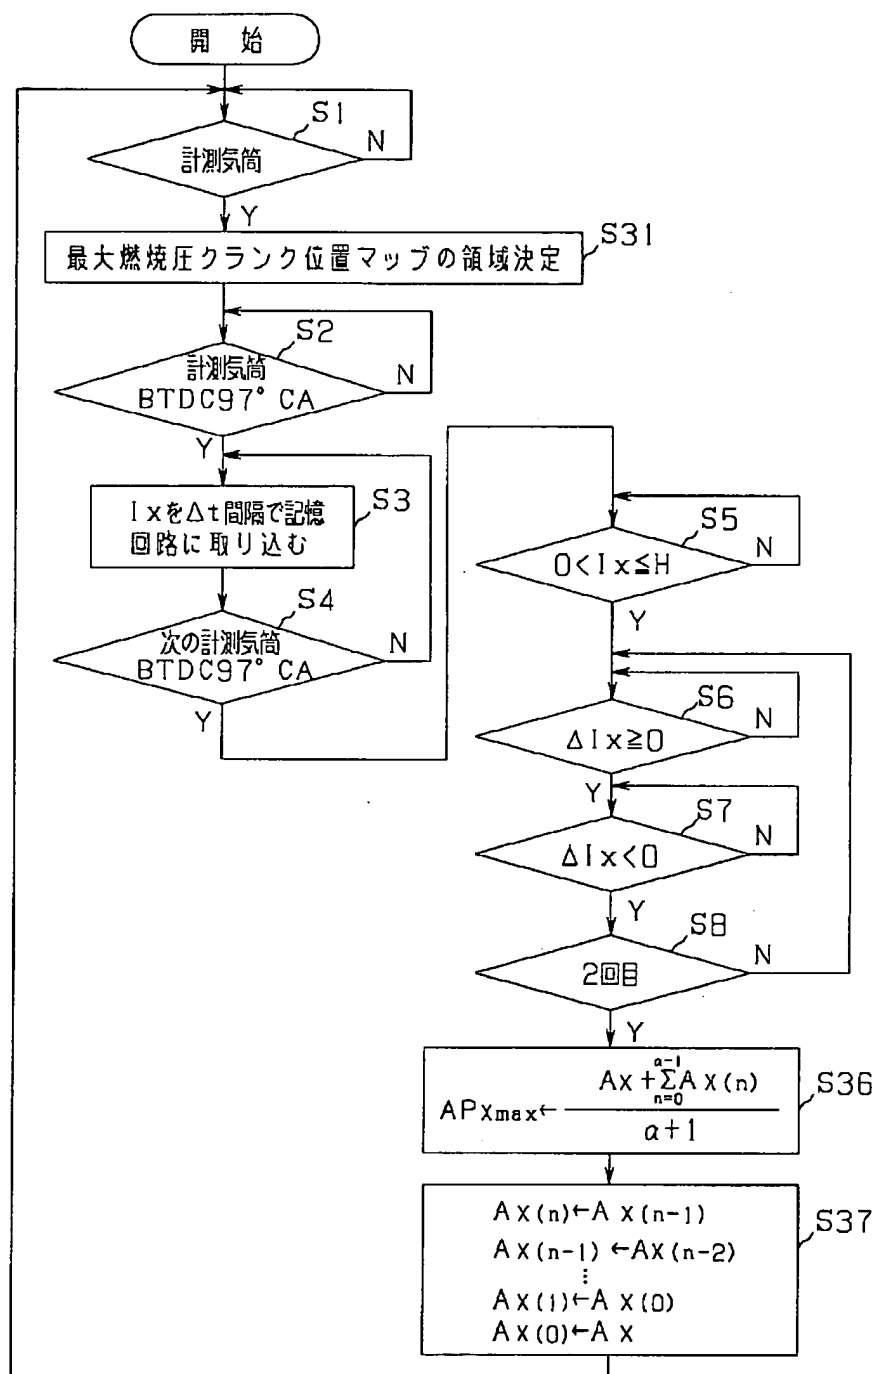 開 始
S1
計測気筒
N
Y
S31
最大燃焼圧クランク位置マップの領域決定
S2
計測気筒
BTDC97°CA
N
Y
S3
IxをΔt間隔で記憶
回路に取り込む
S4
次の計測気筒
BTDC97°CA
N
Y
S5
0<Ix≦H
N
Y
S6
ΔIx≧0
N
Y
S7
ΔIx<0
N
Y
S8
2回目
N
Y
S36
APxmax← (Ax+Σ[n=0, a-1]Ax(n)) / (a+1)
S37
Ax(n)←Ax(n-1)
Ax(n-1)←Ax(n-2)
⋮
Ax(1)←Ax(0)
Ax(0)←Ax